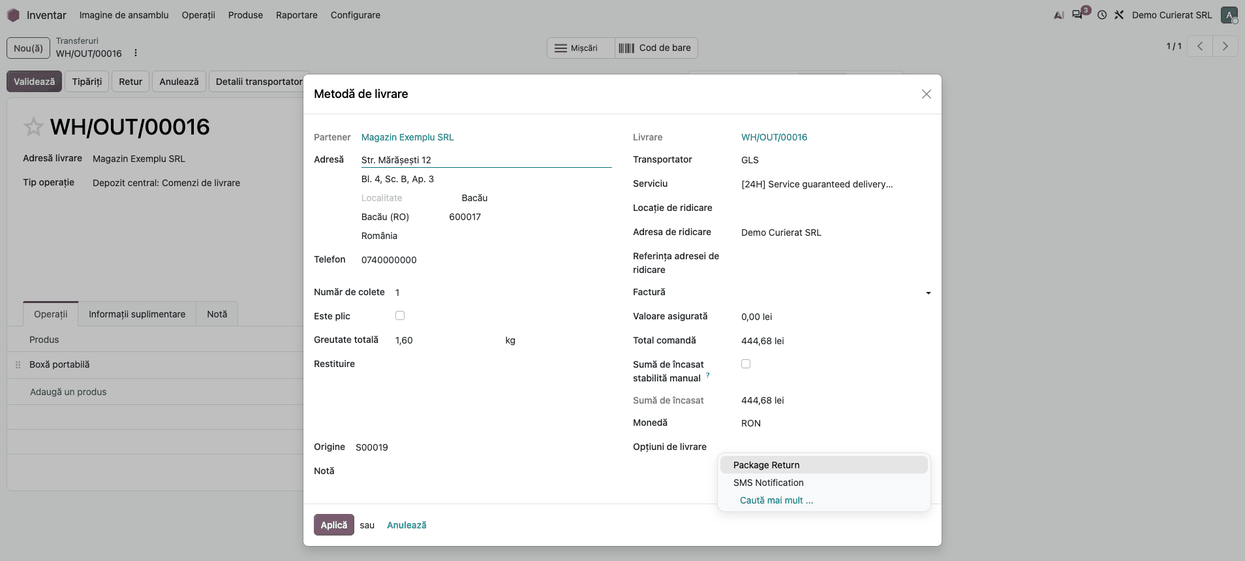 Inventar
Imagine de ansamblu
Operații
Produse
Raportare
Configurare
3
Demo Curierat SRL
A
Nou(ă)
Transferuri
WH/OUT/00016
Mișcări
Cod de bare
1 / 1
Validează
Tipăriți
Retur
Anulează
Detalii transportator
WH/OUT/00016
Adresă livrare Magazin Exemplu SRL
Tip operație Depozit central: Comenzi de livrare
Operații
Informații suplimentare
Notă
Produs
Boxă portabilă
Adaugă un produs
Metodă de livrare
Partener Magazin Exemplu SRL
Adresă Str. Mărășești 12
Bl. 4, Sc. B, Ap. 3
Localitate Bacău
Bacău (RO) 600017
România
Telefon 0740000000
Număr de colete 1
Este plic
Greutate totală 1,60 kg
Restituire
Origine S00019
Notă
Livrare WH/OUT/00016
Transportator GLS
Serviciu [24H] Service guaranteed delivery...
Locație de ridicare
Adresa de ridicare Demo Curierat SRL
Referința adresei de
ridicare
Factură
Valoare asigurată 0,00 lei
Total comandă 444,68 lei
Sumă de încasat
stabilită manual ?
Sumă de încasat 444,68 lei
Monedă RON
Opțiuni de livrare
Package Return
SMS Notification
Caută mai mult ...
Aplică sau Anulează